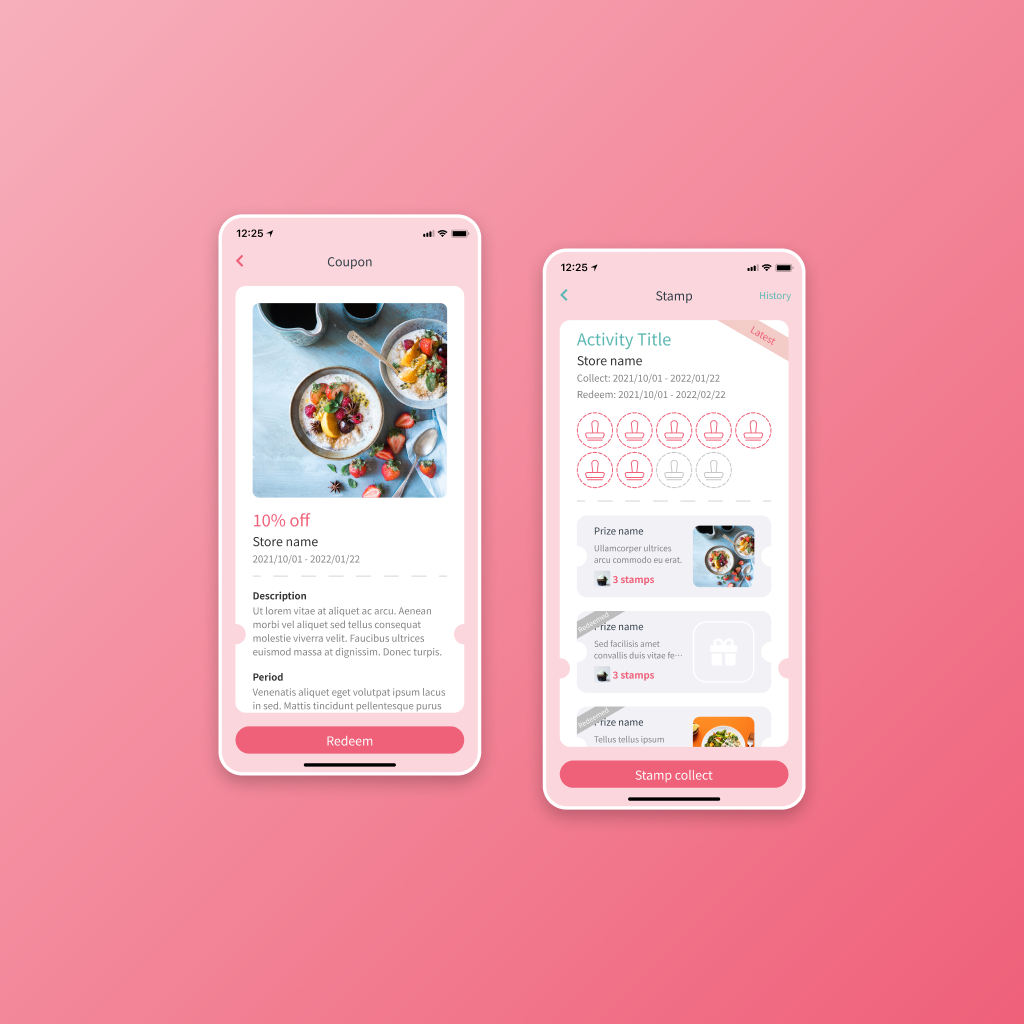 12:25
Coupon
10% off
Store name
2021/10/01 - 2022/01/22
Description
Ut lorem vitae at aliquet ac arcu. Aenean
morbi vel aliquet sed tellus consequat
molestie viverra velit. Faucibus ultrices
euismod massa at dignissim. Donec turpis.
Period
Venenatis aliquet eget volutpat ipsum lacus
in sed. Mattis tincidunt pellentesque purus
Redeem
12:25
Stamp
History
Latest
Activity Title
Store name
Collect: 2021/10/01 - 2022/01/22
Redeem: 2021/10/01 - 2022/02/22
Prize name
Ullamcorper ultrices
arcu commodo eu erat.
3 stamps
Redeemed
Prize name
Sed facilisis amet
convallis duis vitae fe⋯
3 stamps
Redeemed
Prize name
Tellus tellus ipsum
Stamp collect